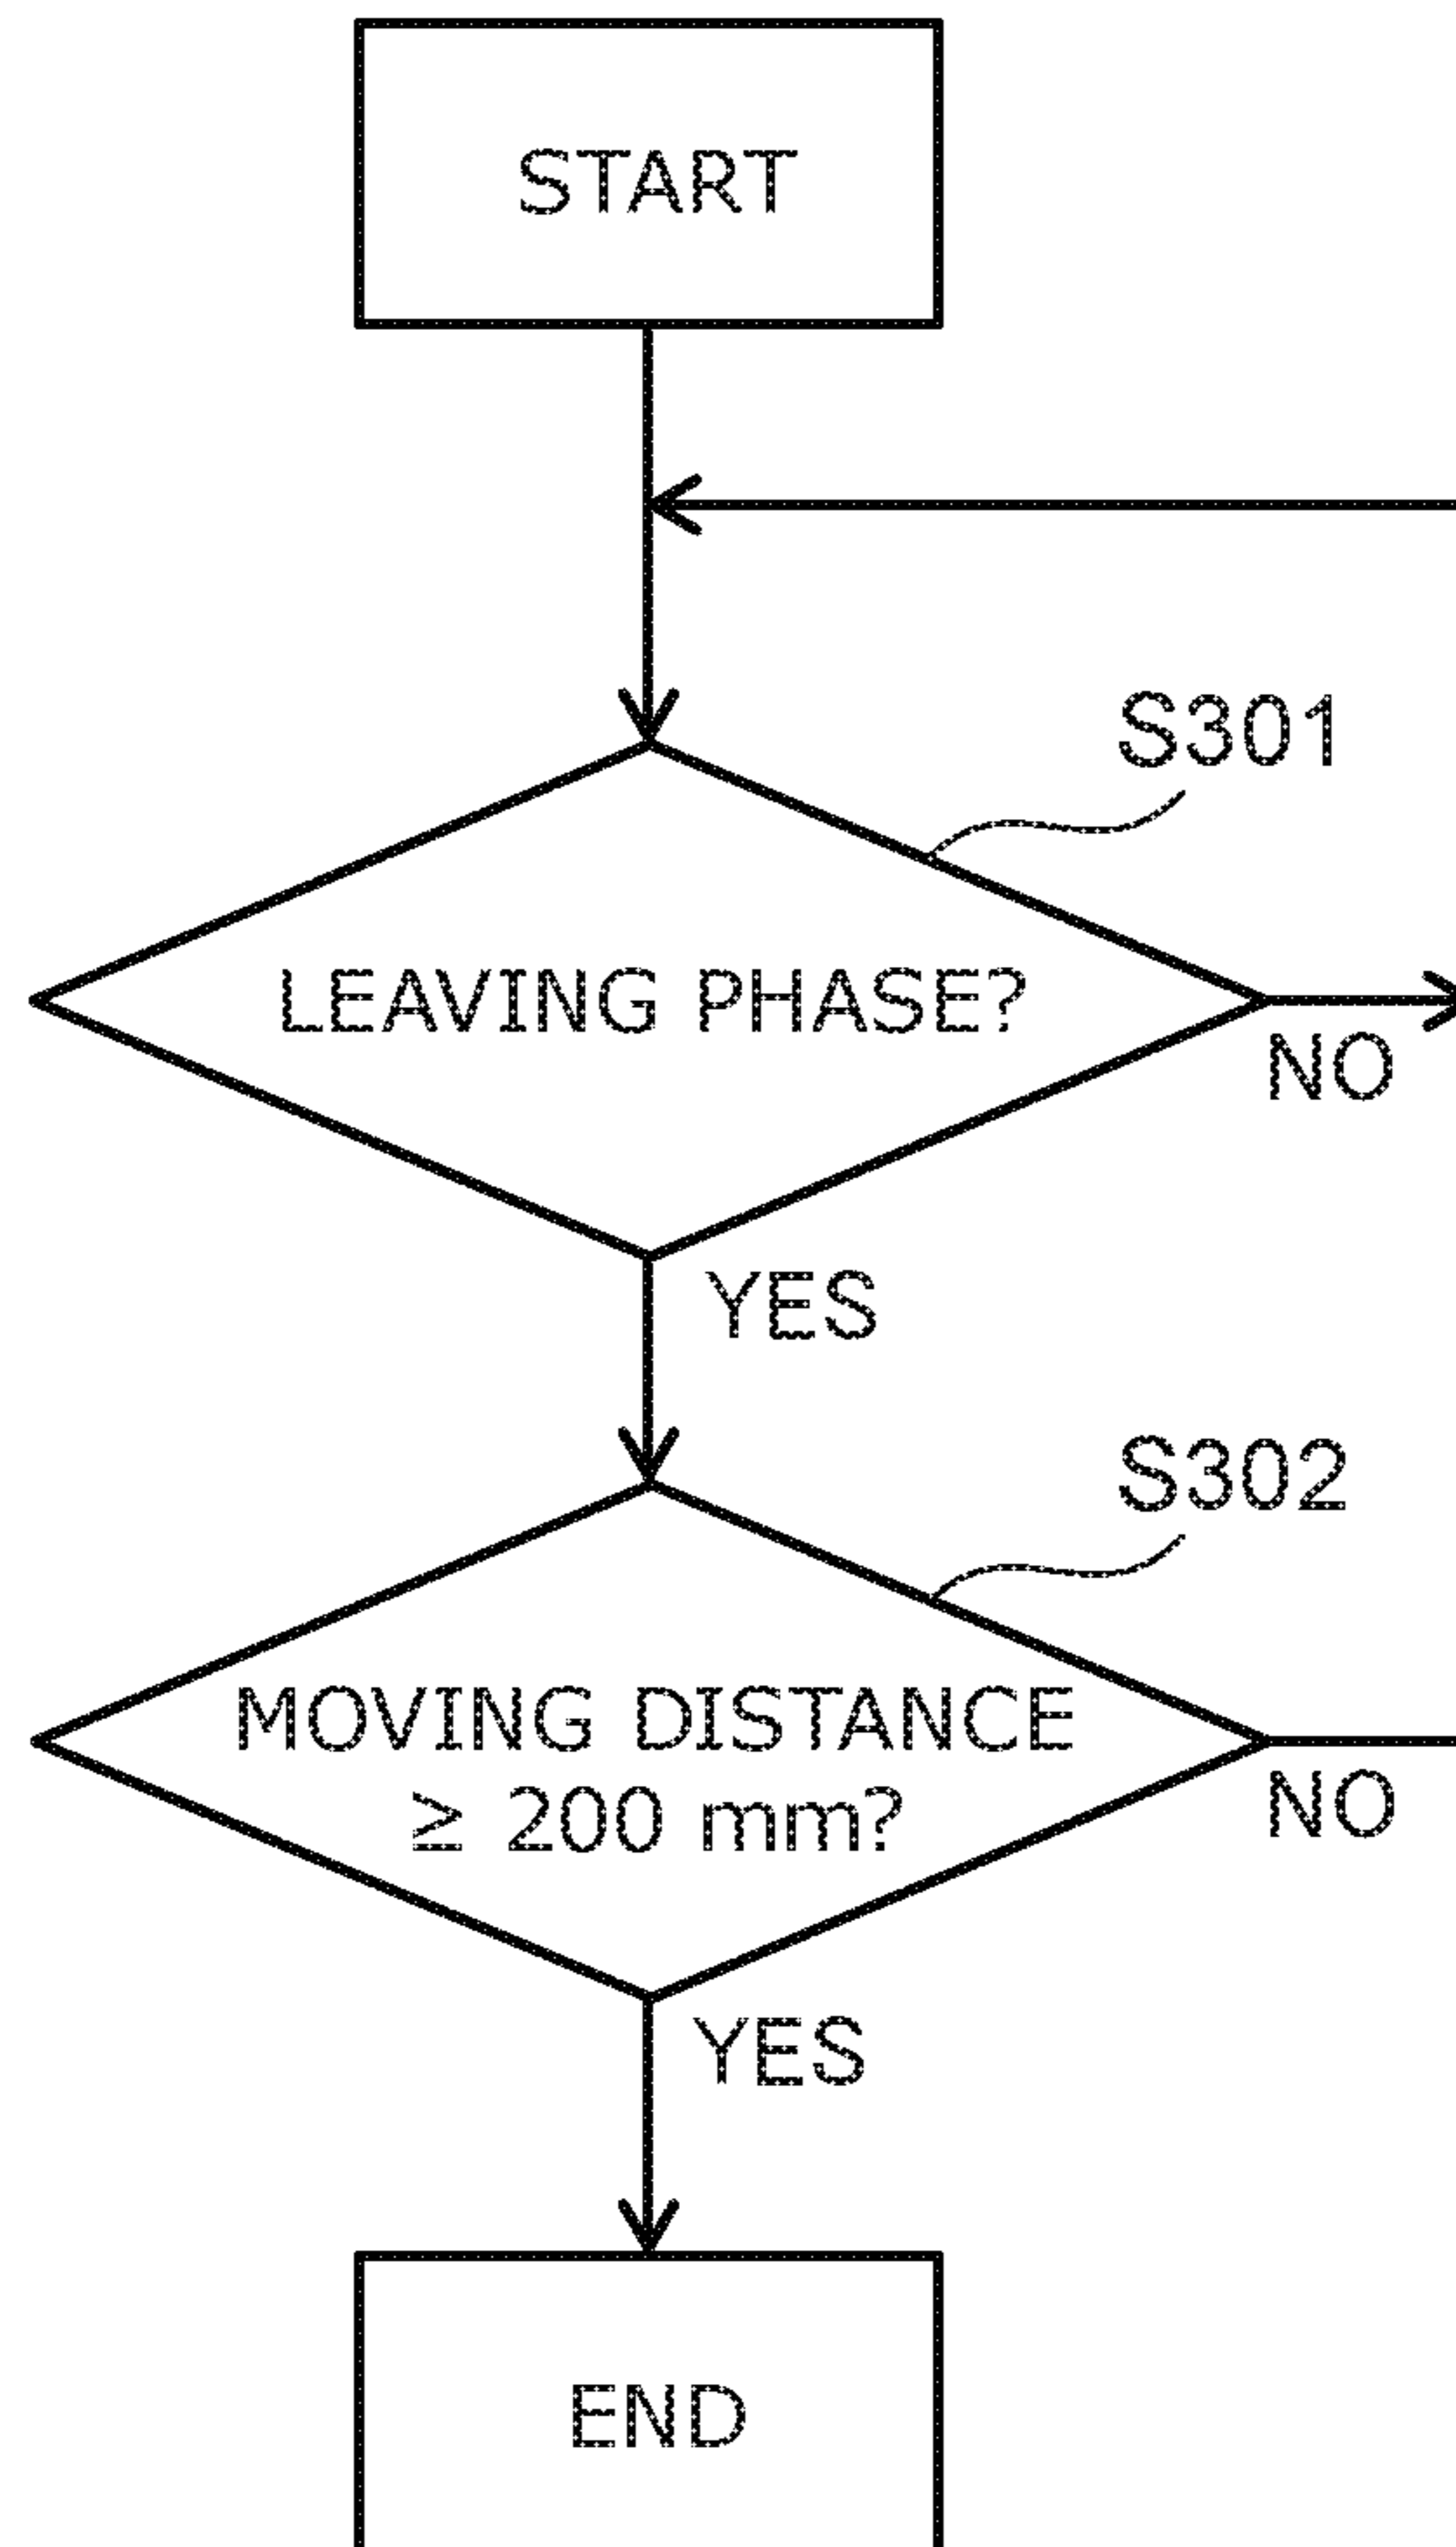 START
S301
LEAVING PHASE?
NO
YES
S302
MOVING DISTANCE
≥ 200 mm?
NO
YES
END